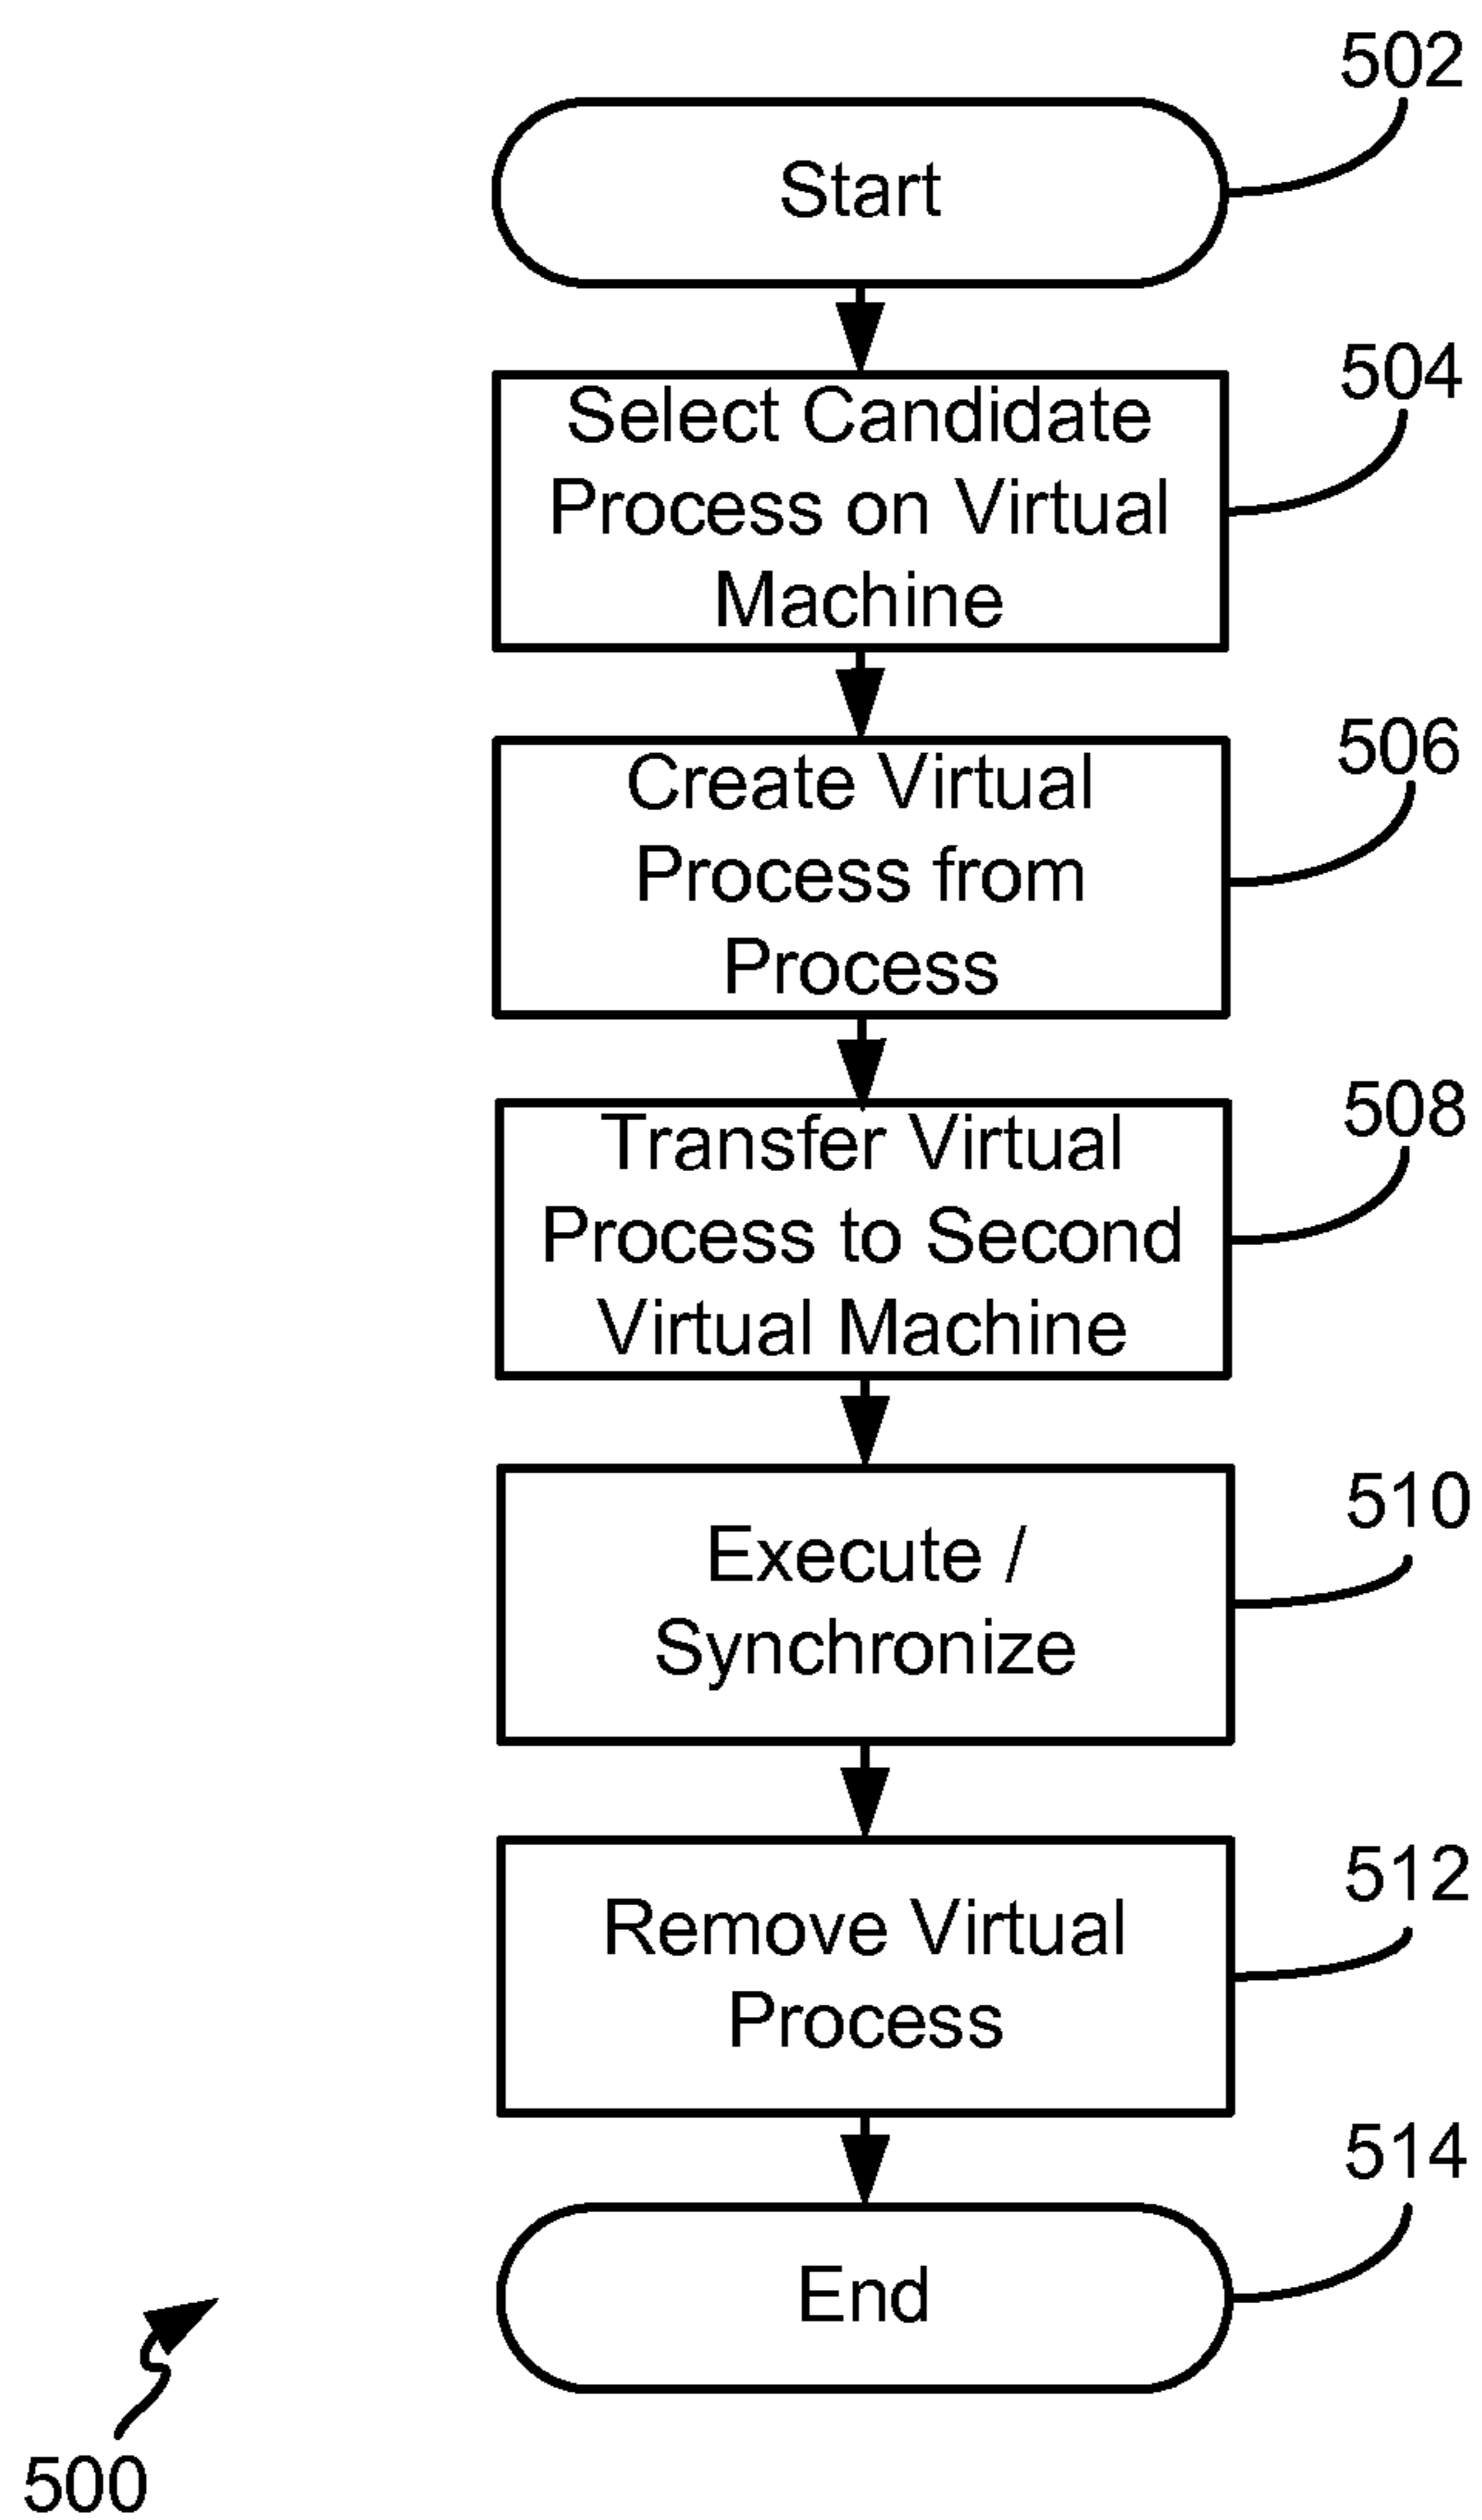 502
Start
504
Select Candidate
Process on Virtual
Machine
506
Create Virtual
Process from
Process
508
Transfer Virtual
Process to Second
Virtual Machine
510
Execute /
Synchronize
512
Remove Virtual
Process
514
End
500